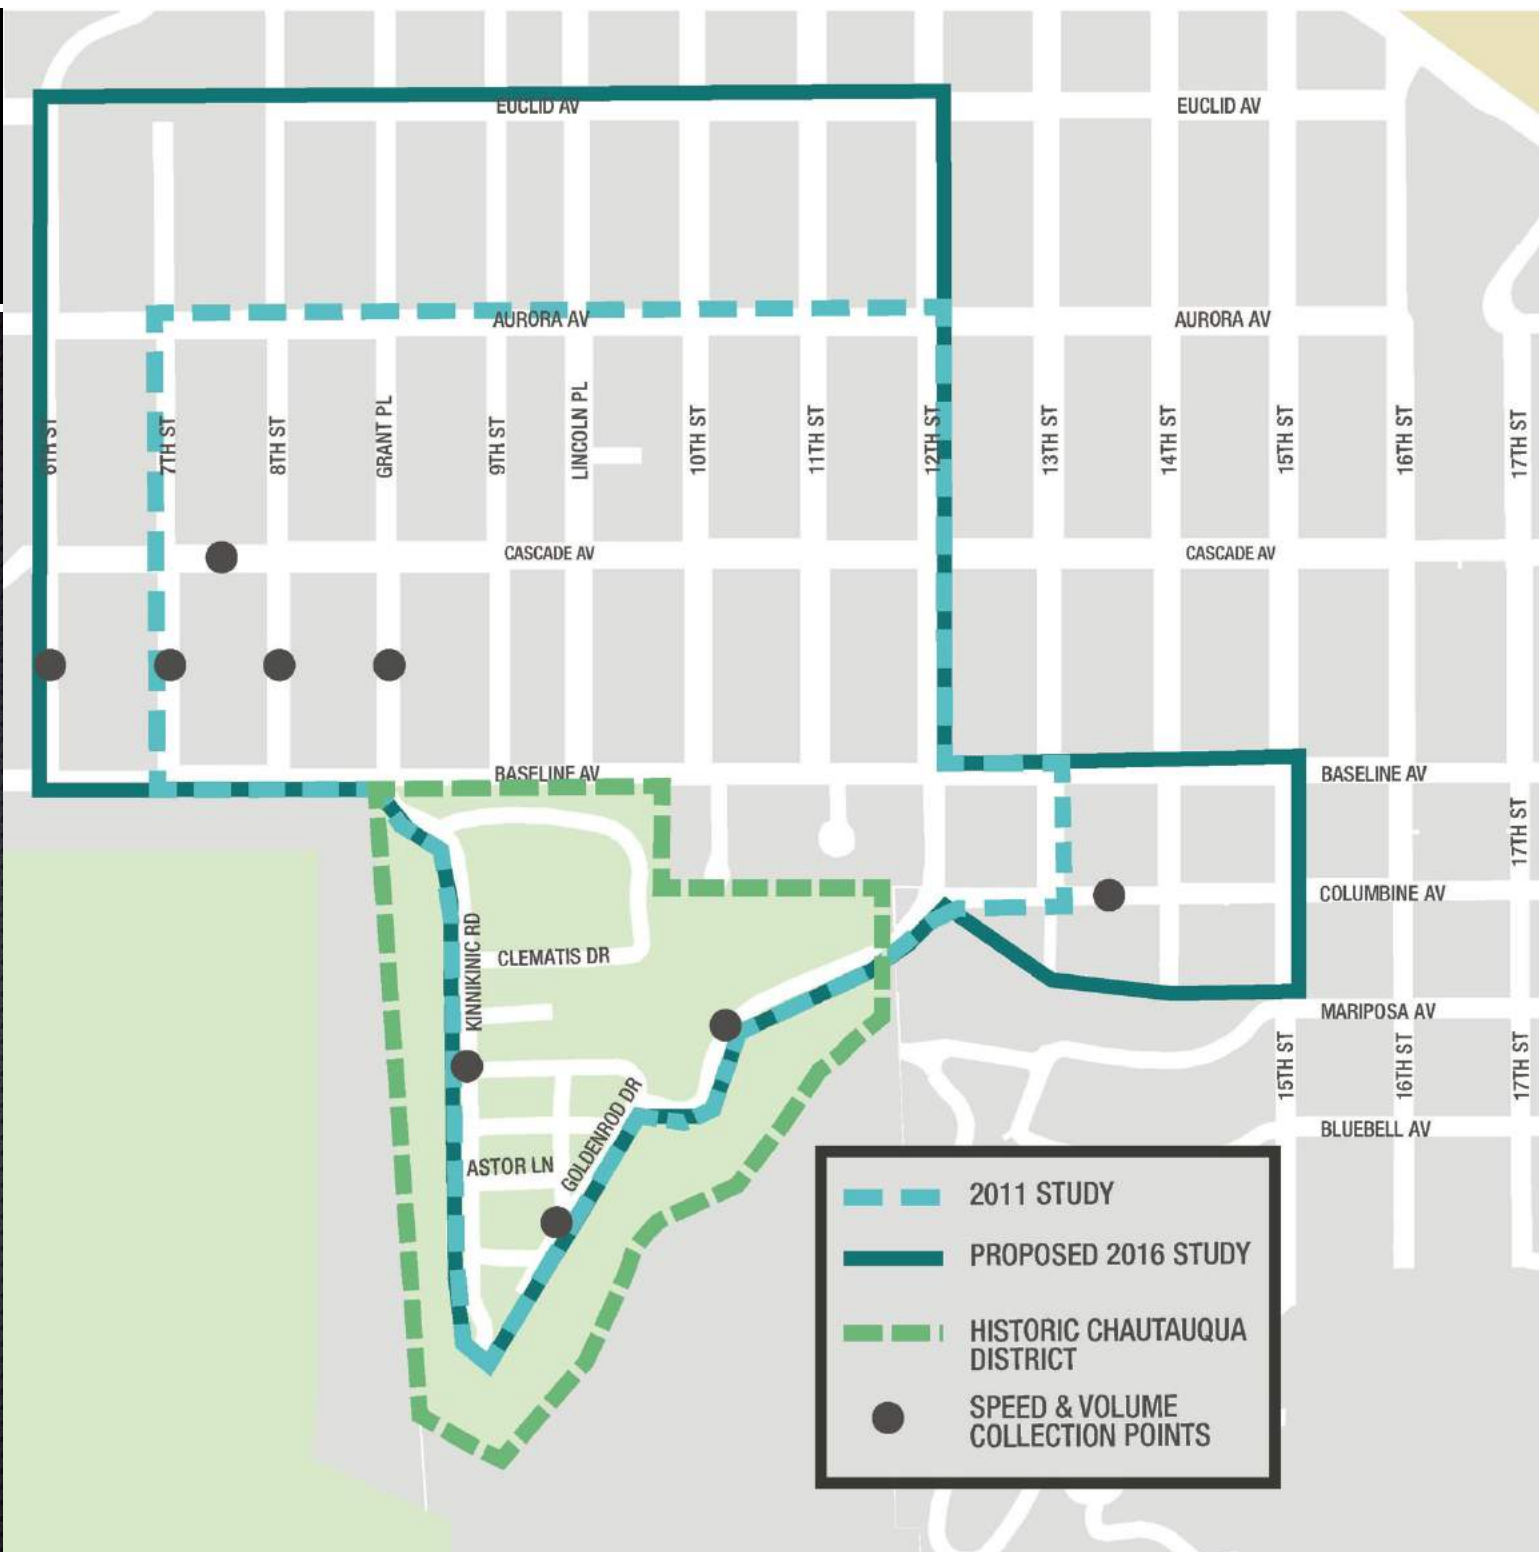 EUCLID AV
EUCLID AV
AURORA AV
AURORA AV
6TH ST
7TH ST
8TH ST
GRANT PL
9TH ST
LINCOLN PL
10TH ST
11TH ST
12TH ST
13TH ST
14TH ST
15TH ST
16TH ST
17TH ST
CASCADE AV
CASCADE AV
BASELINE AV
BASELINE AV
17TH ST
COLUMBINE AV
KINNIKINIC RD
CLEMATIS DR
MARIPOSA AV
15TH ST
16TH ST
17TH ST
GOLDENROD DR
BLUEBELL AV
ASTOR LN
2011 STUDY
PROPOSED 2016 STUDY
HISTORIC CHAUTAUQUA
DISTRICT
SPEED & VOLUME
COLLECTION POINTS